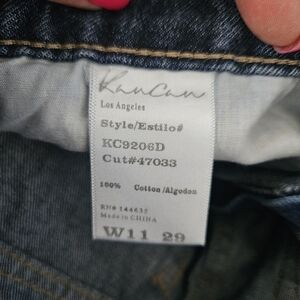 KanCan
Los Angeles
Style/Estilo#
KC9206D
Cut#47033
100% Cotton/Algodon
RN# 144637
Made in CHINA
W11 29